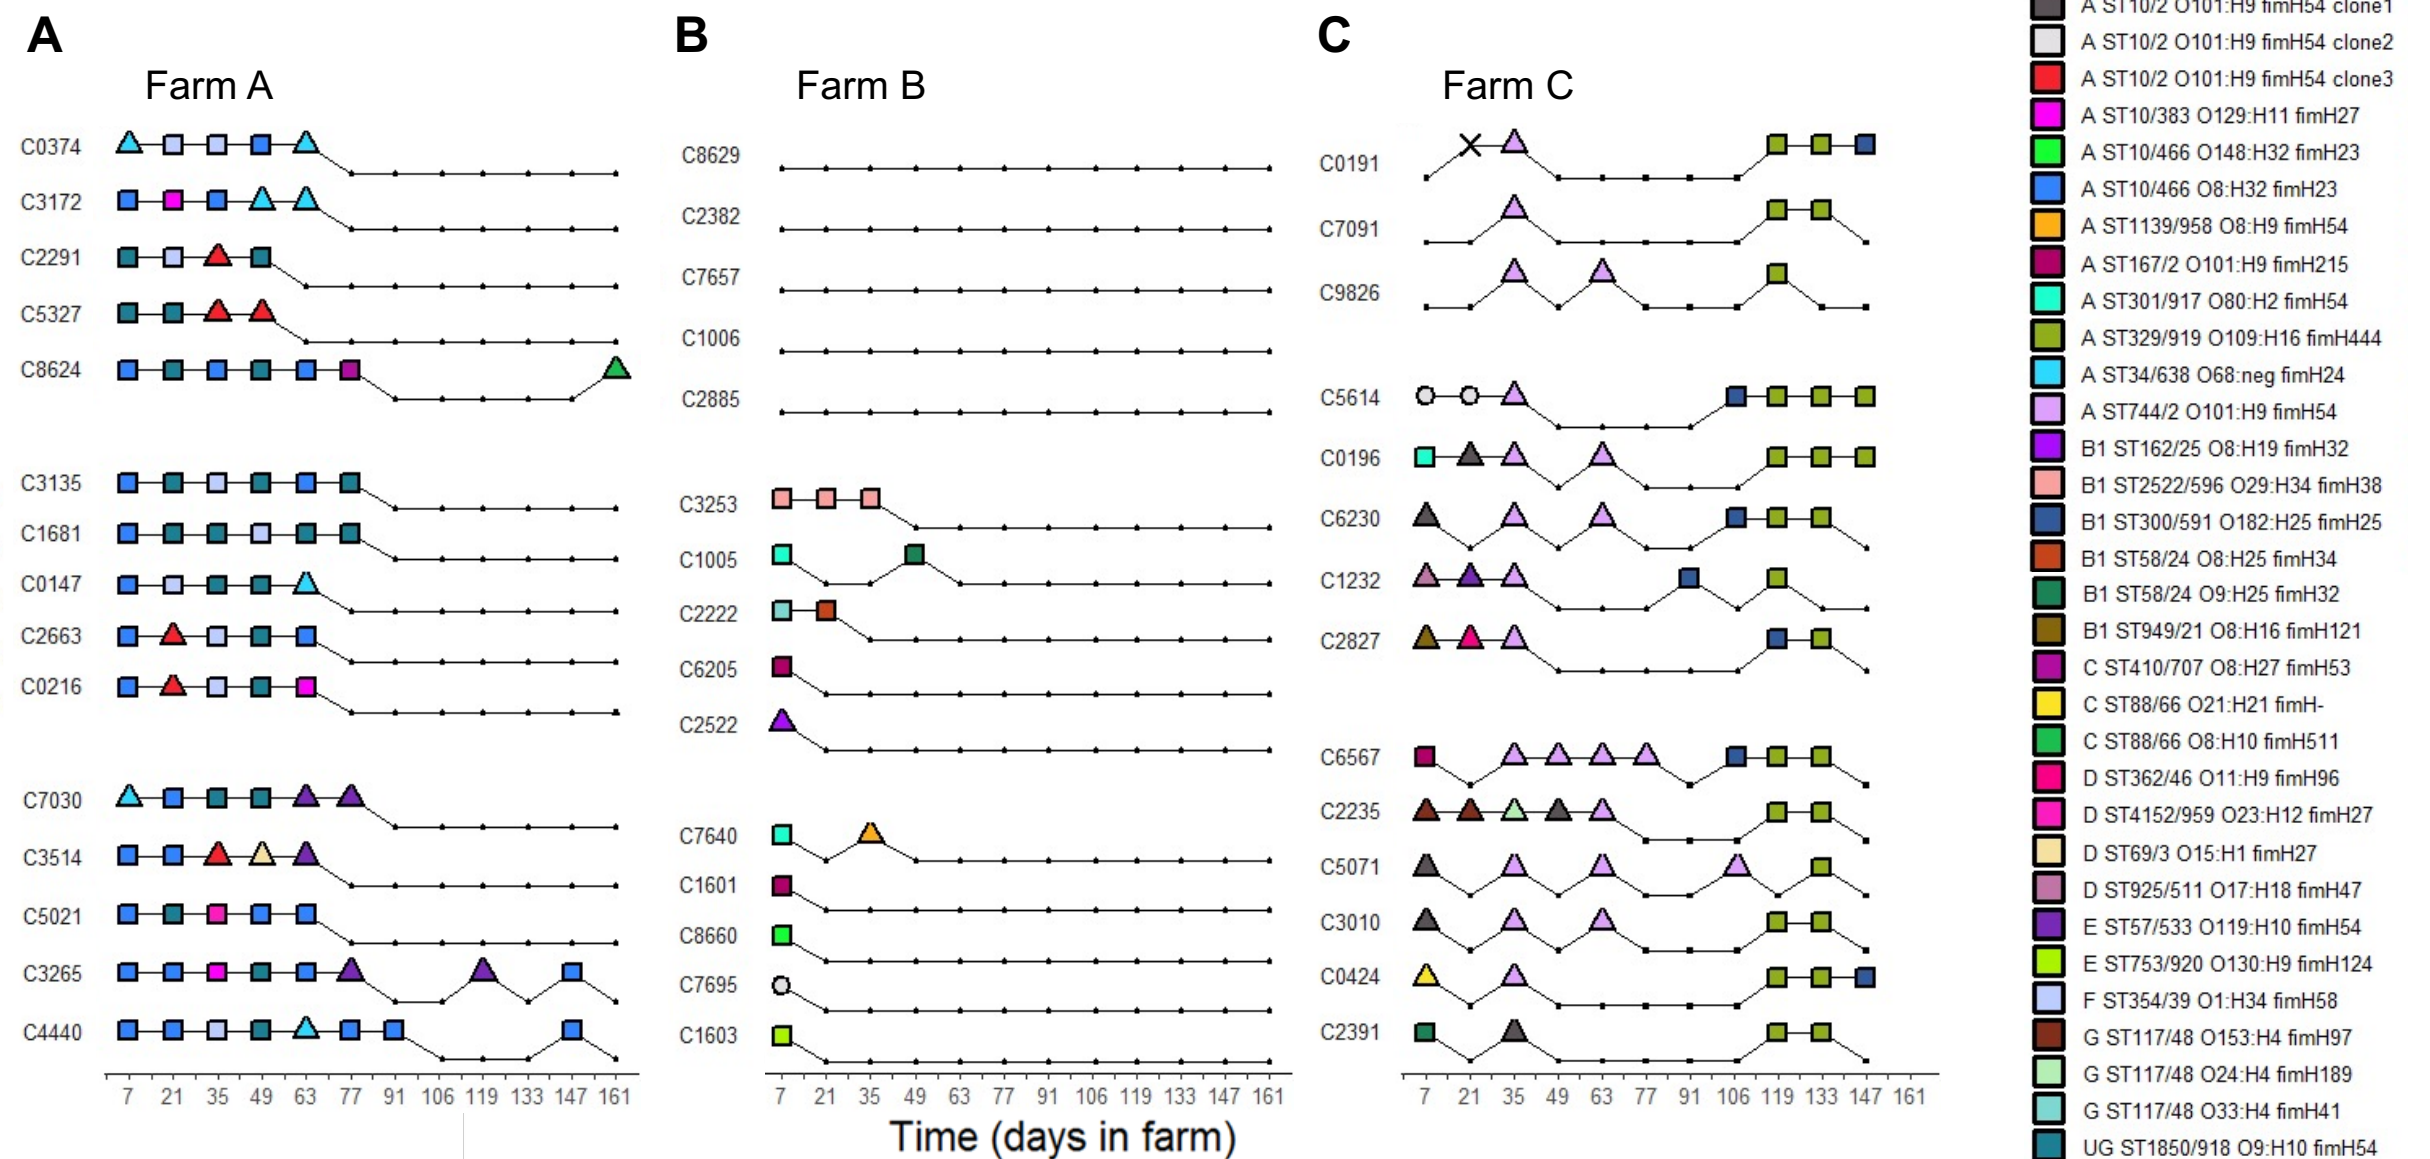 A
Farm A
C0374
C3172
C2291
C5327
C8624
C3135
C1681
C0147
C2663
C0216
C7030
C3514
C5021
C3265
C4440
7 21 35 49 63 77 91 106 119 133 147 161
B
Farm B
C8629
C2382
C7657
C1006
C2885
C3253
C1005
C2222
C6205
C2522
C7640
C1601
C8660
C7695
C1603
7 21 35 49 63 77 91 106 119 133 147 161
Time (days in farm)
C
Farm C
C0191
C7091
C9826
C5614
C0196
C6230
C1232
C2827
C6567
C2235
C5071
C3010
C0424
C2391
7 21 35 49 63 77 91 106 119 133 147 161
A ST10/2 O101:H9 fimH54 clone1
A ST10/2 O101:H9 fimH54 clone2
A ST10/2 O101:H9 fimH54 clone3
A ST10/383 O129:H11 fimH27
A ST10/466 O148:H32 fimH23
A ST10/466 O8:H32 fimH23
A ST1139/958 O8:H9 fimH54
A ST167/2 O101:H9 fimH215
A ST301/917 O80:H2 fimH54
A ST329/919 O109:H16 fimH444
A ST34/638 O68:neg fimH24
A ST744/2 O101:H9 fimH54
B1 ST162/25 O8:H19 fimH32
B1 ST2522/596 O29:H34 fimH38
B1 ST300/591 O182:H25 fimH25
B1 ST58/24 O8:H25 fimH34
B1 ST58/24 O9:H25 fimH32
B1 ST949/21 O8:H16 fimH121
C ST410/707 O8:H27 fimH53
C ST88/66 O21:H21 fimH-
C ST88/66 O8:H10 fimH511
D ST362/46 O11:H9 fimH96
D ST4152/959 O23:H12 fimH27
D ST69/3 O15:H1 fimH27
D ST925/511 O17:H18 fimH47
E ST57/533 O119:H10 fimH54
E ST753/920 O130:H9 fimH124
F ST354/39 O1:H34 fimH58
G ST117/48 O153:H4 fimH97
G ST117/48 O24:H4 fimH189
G ST117/48 O33:H4 fimH41
UG ST1850/918 O9:H10 fimH54